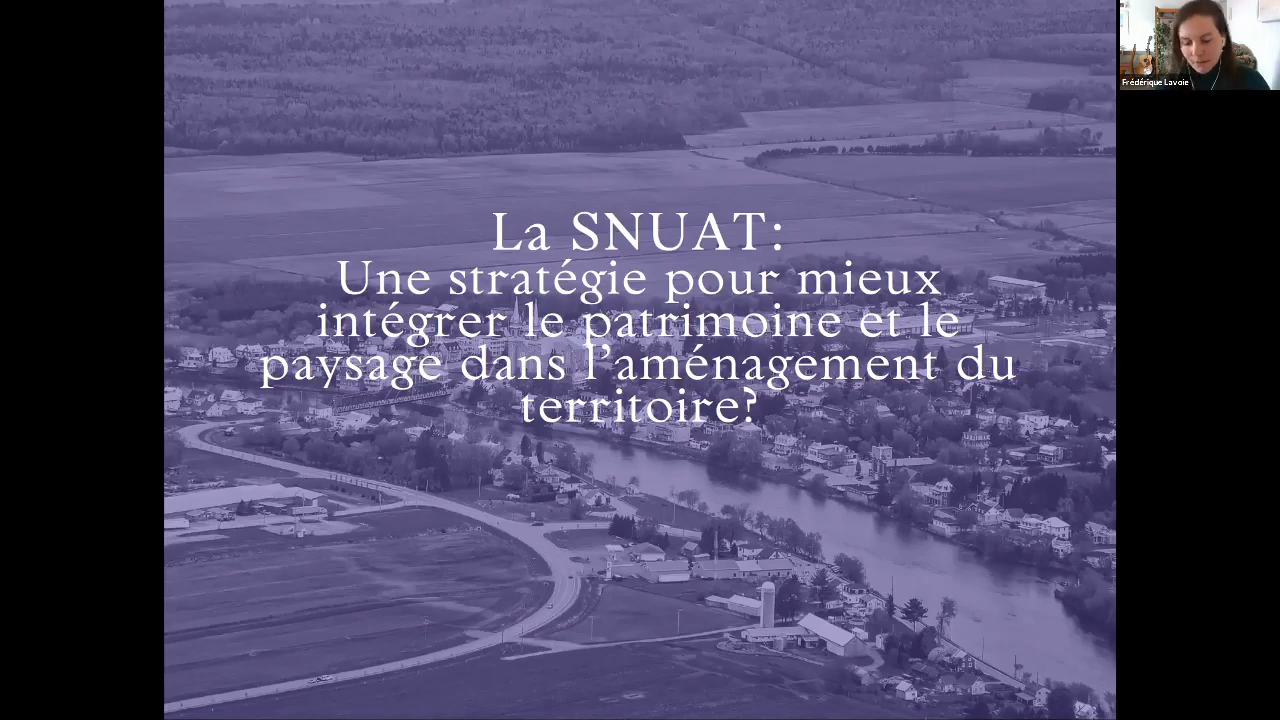 La SNUAT:
Une stratégie pour mieux
intégrer le patrimoine et le
paysage dans l'aménagement du
territoire?
Frédérique Lavoie